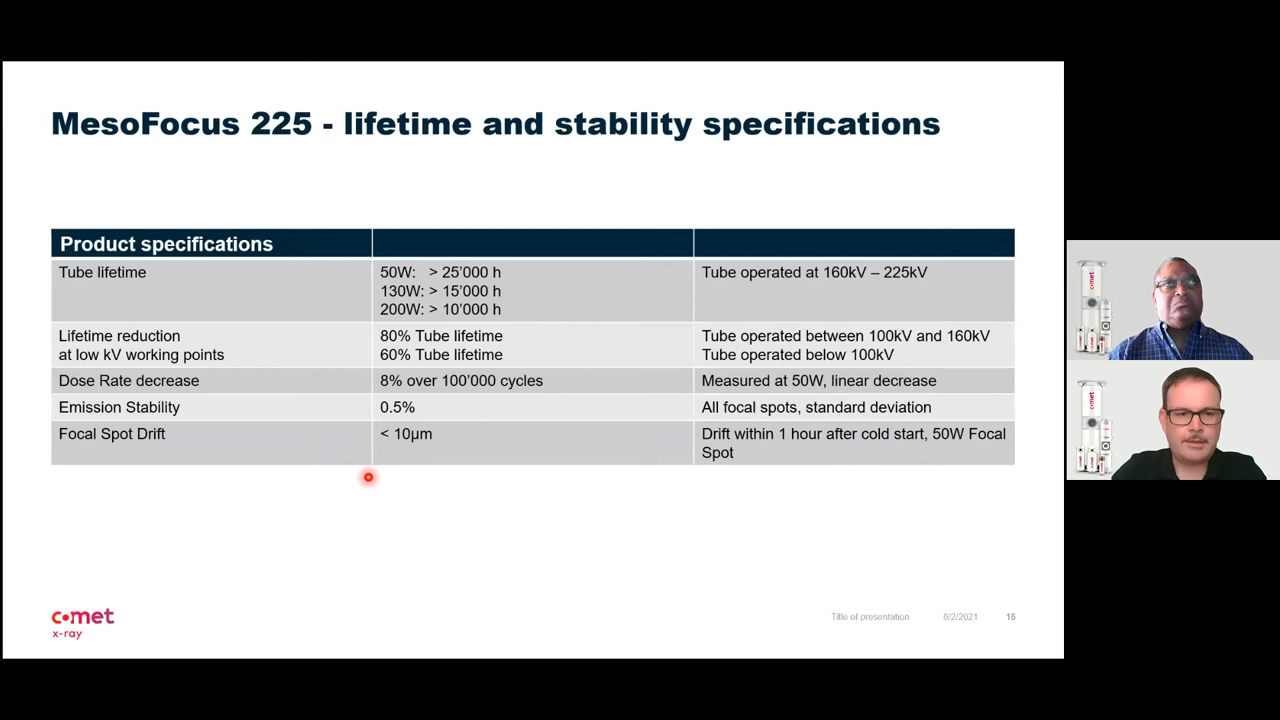 MesoFocus 225 - lifetime and stability specifications
Product specifications
Tube lifetime
50W: > 25’000 h
130W: > 15’000 h
200W: > 10’000 h
Tube operated at 160kV – 225kV
Lifetime reduction
at low kV working points
80% Tube lifetime
60% Tube lifetime
Tube operated between 100kV and 160kV
Tube operated below 100kV
Dose Rate decrease
8% over 100’000 cycles
Measured at 50W, linear decrease
Emission Stability
0.5%
All focal spots, standard deviation
Focal Spot Drift
< 10µm
Drift within 1 hour after cold start, 50W Focal
Spot
comet
x-ray
Title of presentation
6/2/2021
15
comet
comet